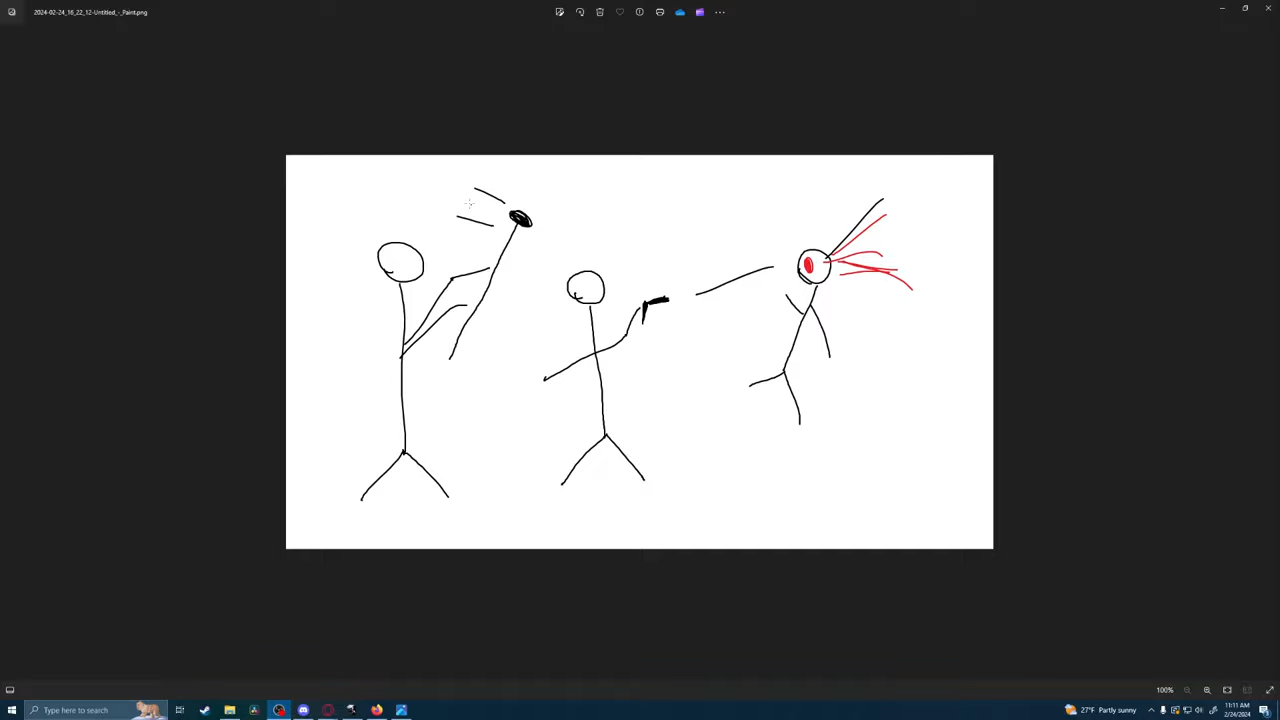 2024-02-24_16_22_12-Untitled_-_Paint.png
100%
Type here to search
27°F Partly sunny
11:11 AM
2/24/2024